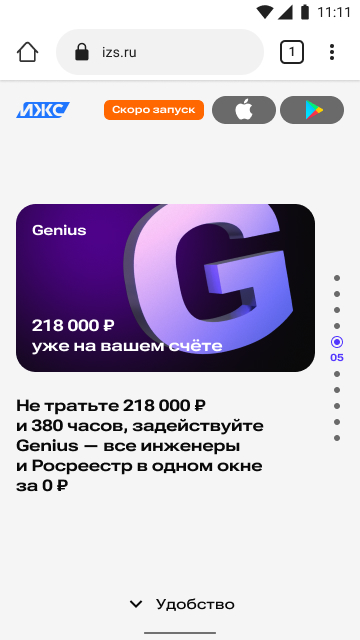 11:11
izs.ru
1
ИЖС
Скоро запуск
Genius
218 000 ₽
уже на вашем счёте
05
Не тратьте 218 000 ₽
и 380 часов, задействуйте
Genius — все инженеры
и Росреестр в одном окне
за 0 ₽
Удобство